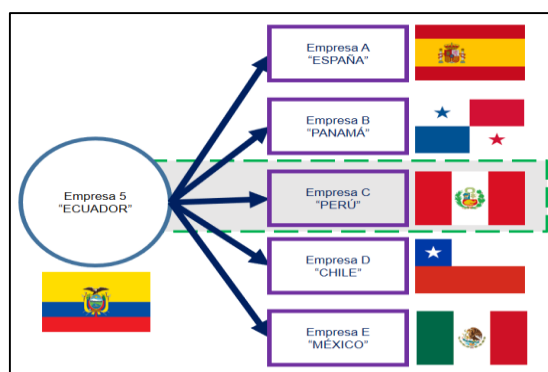 Empresa A
"ESPAÑA"
Empresa B
"PANAMÁ"
Empresa 5
"ECUADOR"
Empresa C
"PERÚ"
Empresa D
"CHILE"
Empresa E
"MÉXICO"